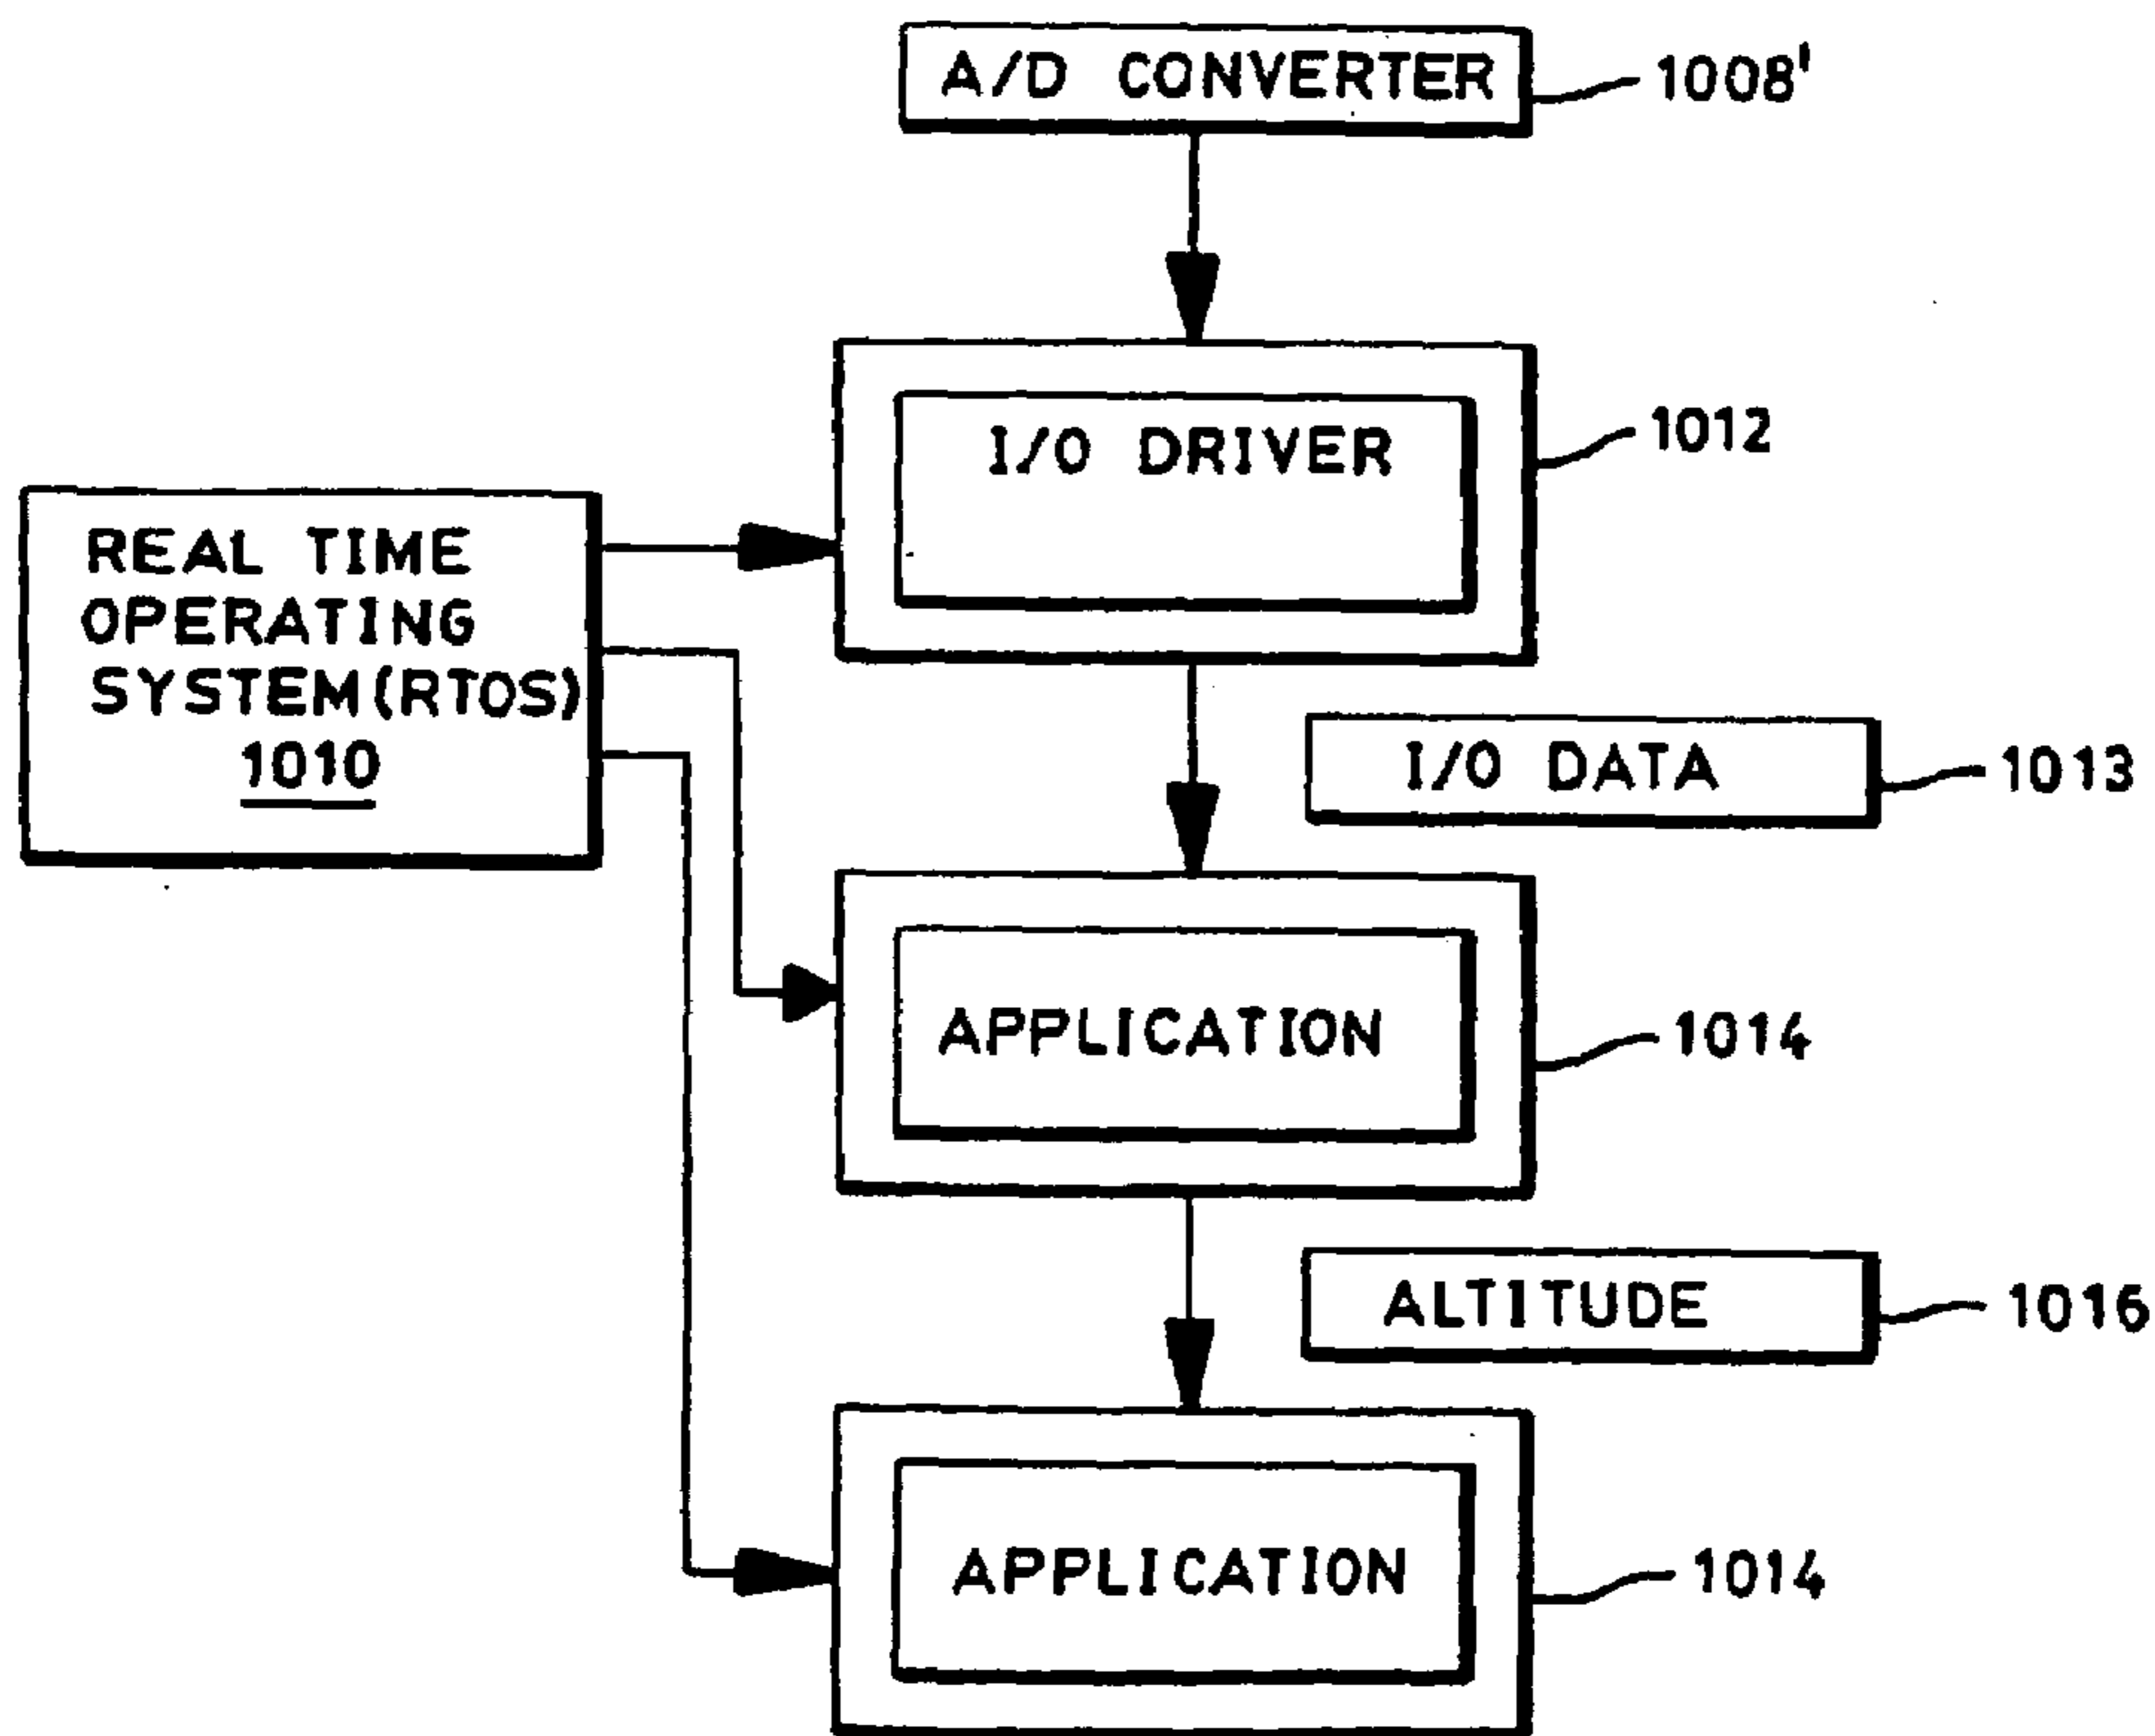 A/D CONVERTER
1008'
I/O DRIVER
1012
REAL TIME
OPERATING
SYSTEM(RTOS)
1010
I/O DATA
1013
APPLICATION
1014
ALTITUDE
1016
APPLICATION
1014